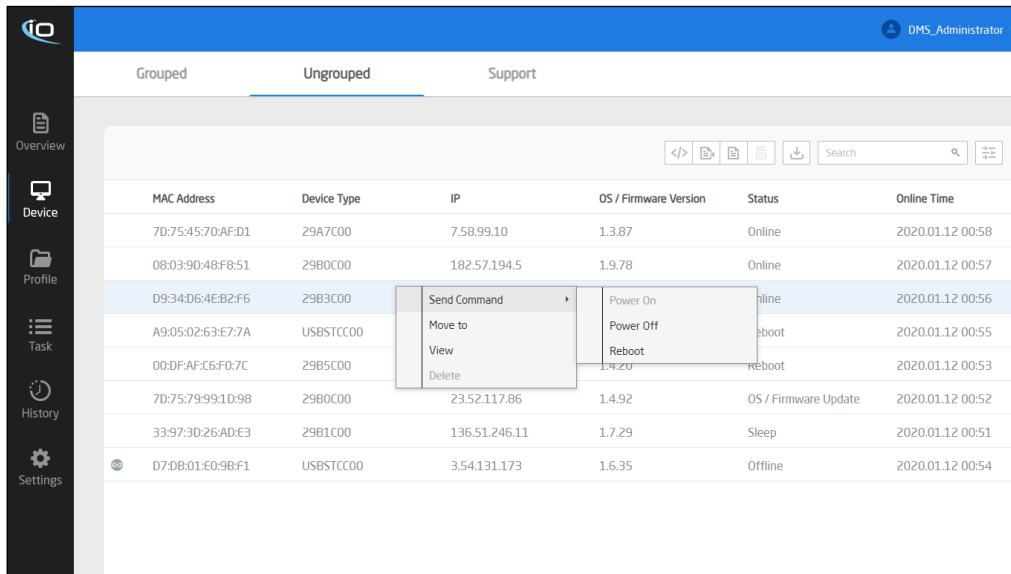 iO
DMS_Administrator
Grouped Ungrouped Support
Overview
Device
Profile
Task
History
Settings
</> Search
MAC Address Device Type IP OS / Firmware Version Status Online Time
7D:75:45:70:AF:D1 29A7C00 7.58.99.10 1.3.87 Online 2020.01.12 00:58
08:03:9D:48:F8:51 29B0C00 182.57.194.5 1.9.78 Online 2020.01.12 00:57
D9:34:D6:4E:B2:F6 29B3C00 2020.01.12 00:56
A9:05:02:63:E7:7A USBSTCC00 2020.01.12 00:55
00:DF:AF:C6:F0:7C 29B5C00 1.4.20 Reboot 2020.01.12 00:53
7D:75:79:99:1D:98 29B0C00 23.52.117.86 1.4.92 OS / Firmware Update 2020.01.12 00:52
33:97:3D:26:AD:E3 29B1C00 136.51.246.11 1.7.29 Sleep 2020.01.12 00:51
D7:DB:01:E0:9B:F1 USBSTCC00 3.54.131.173 1.6.35 Offline 2020.01.12 00:54
Send Command
Move to
View
Delete
Power On
Power Off
Reboot